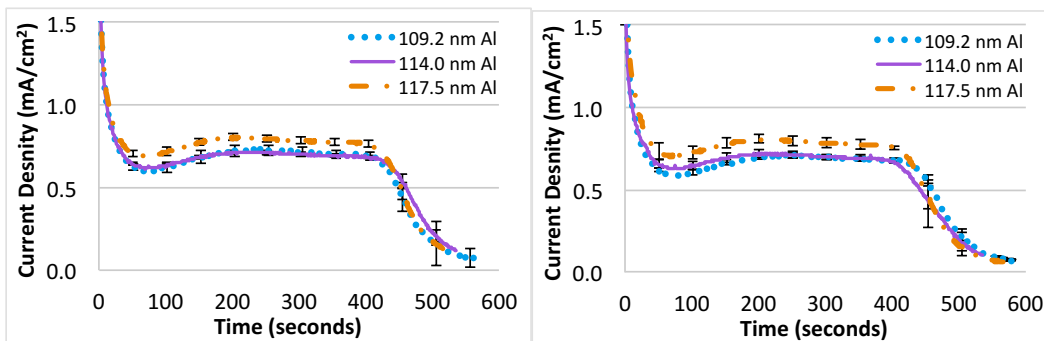 Current Desnity (mA/cm²)
1.5
1.0
0.5
0.0
109.2 nm Al
114.0 nm Al
117.5 nm Al
0 100 200 300 400 500 600
Time (seconds)
Current Density (mA/cm²)
1.5
1.0
0.5
0.0
109.2 nm Al
114.0 nm Al
117.5 nm Al
0 100 200 300 400 500 600
Time (seconds)